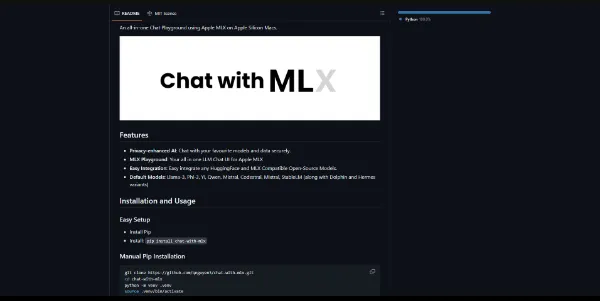 README
MIT license
An all-in-one Chat Playground using Apple MLX on Apple Silicon Macs.
Python 100%
Chat with MLX
Features
Privacy-enhanced AI: Chat with your favourite models and data securely.
MLX Playground: Your all in one LLM Chat UI for Apple MLX
Easy Integration: Easy integrate any HuggingFace and MLX Compatible Open-Source Models.
Default Models: Llama-3, Phi-3, Yi, Qwen, Mistral, Codestral, Mixtral, StableLM (along with Dolphin and Hermes
variants)
Installation and Usage
Easy Setup
Install Pip
Install: pip install chat-with-mlx
Manual Pip Installation
git clone https://github.com/qnguyen3/chat-with-mlx.git
cd chat-with-mlx
python -m venv .venv
source .venv/bin/activate